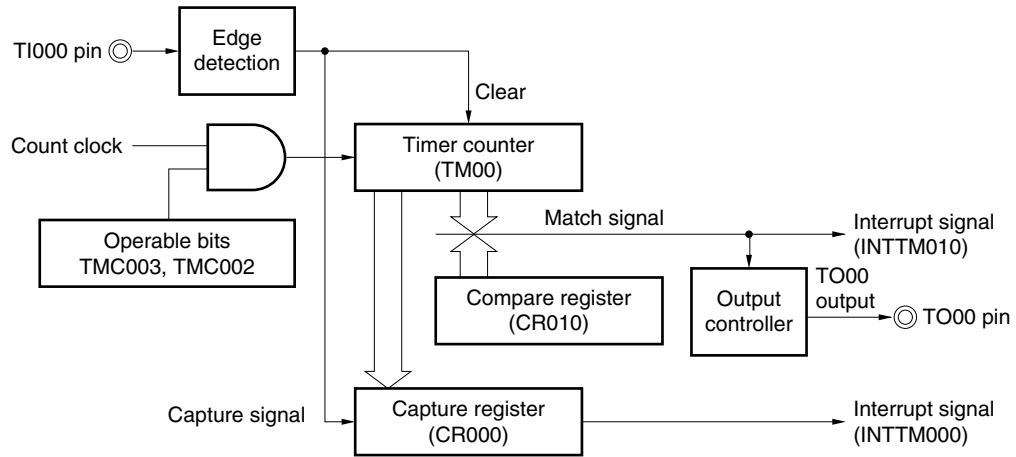 TI000 pin
Edge
detection
Clear
Count clock
Timer counter
(TM00)
Operable bits
TMC003, TMC002
Match signal
Interrupt signal
(INTTM010)
Compare register
(CR010)
Output
controller
TO00
output
TO00 pin
Capture signal
Capture register
(CR000)
Interrupt signal
(INTTM000)